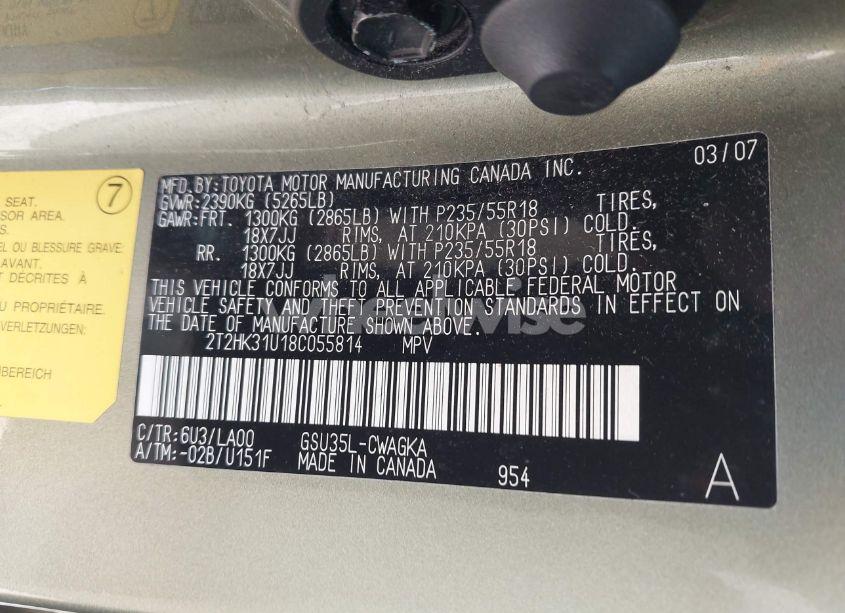 7
SEAT.
SOR AREA.
S.
EL OU BLESSURE GRAVE
AVANT.
T DÉCRITES À
U PROPRIÉTAIRE.
VERLETZUNGEN:
BEREICH
MFD. BY: TOYOTA MOTOR MANUFACTURING CANADA INC. 03/07
GVWR: 2390KG (5265LB)
GAWR: FRT. 1300KG (2865LB) WITH P235/55R18 TIRES,
18X7JJ RIMS, AT 210KPA (30PSI) COLD.
RR. 1300KG (2865LB) WITH P235/55R18 TIRES,
18X7JJ RIMS, AT 210KPA (30PSI) COLD.
THIS VEHICLE CONFORMS TO ALL APPLICABLE FEDERAL MOTOR
VEHICLE SAFETY AND THEFT PREVENTION STANDARDS IN EFFECT ON
THE DATE OF MANUFACTURE SHOWN ABOVE.
2T2HK31U18C055814 MPV
C/TR: 6U3/LA00 GSU35L-CWAGKA
A/TM: -02B/U151F MADE IN CANADA 954 A